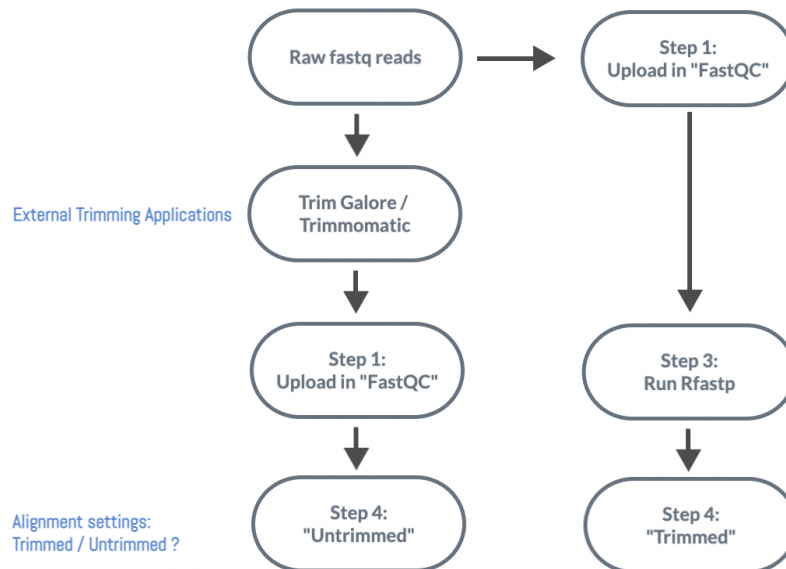 Raw fastq reads
Step 1:
Upload in "FastQC"
External Trimming Applications
Trim Galore /
Trimmomatic
Step 1:
Upload in "FastQC"
Step 3:
Run Rfastp
Alignment settings:
Trimmed / Untrimmed ?
Step 4:
"Untrimmed"
Step 4:
"Trimmed"